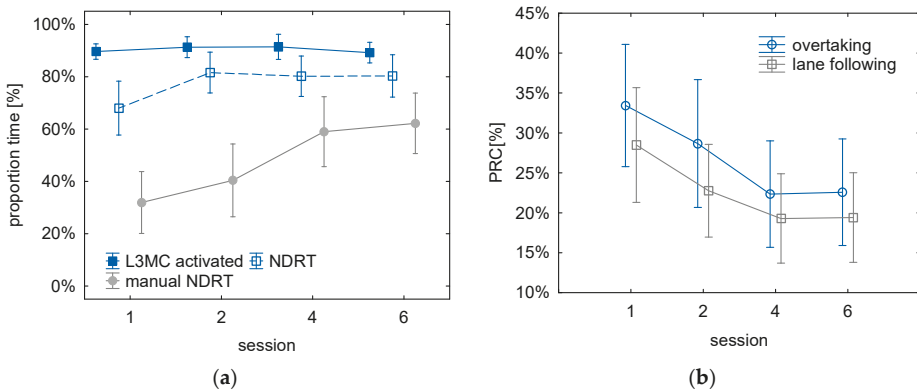 100%
80%
60%
40%
20%
0%
proportion time [%]
L3MC activated
NDRT
manual NDRT
1
2
4
6
session
(a)
45%
40%
35%
30%
25%
20%
15%
10%
PRC[%]
overtaking
lane following
1
2
4
6
session
(b)